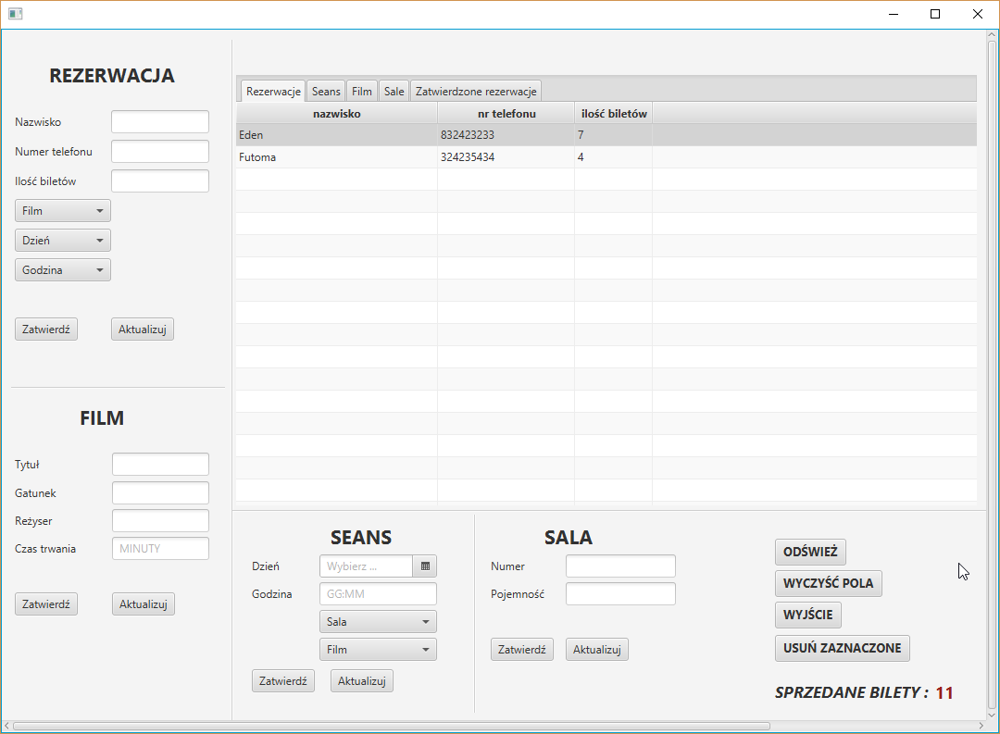 REZERWACJA
Nazwisko
Numer telefonu
Ilość biletów
Film
Dzień
Godzina
Zatwierdź Aktualizuj
FILM
Tytuł
Gatunek
Reżyser
Czas trwania MINUTY
Zatwierdź Aktualizuj
Rezerwacje Seans Film Sale Zatwierdzone rezerwacje
nazwisko nr telefonu ilość biletów
Eden 832423233 7
Futoma 324235434 4
SEANS
Dzień Wybierz ...
Godzina GG:MM
Sala
Film
Zatwierdź Aktualizuj
SALA
Numer
Pojemność
Zatwierdź Aktualizuj
ODŚWIEŻ
WYCZYŚĆ POLA
WYJŚCIE
USUŃ ZAZNACZONE
SPRZEDANE BILETY : 11